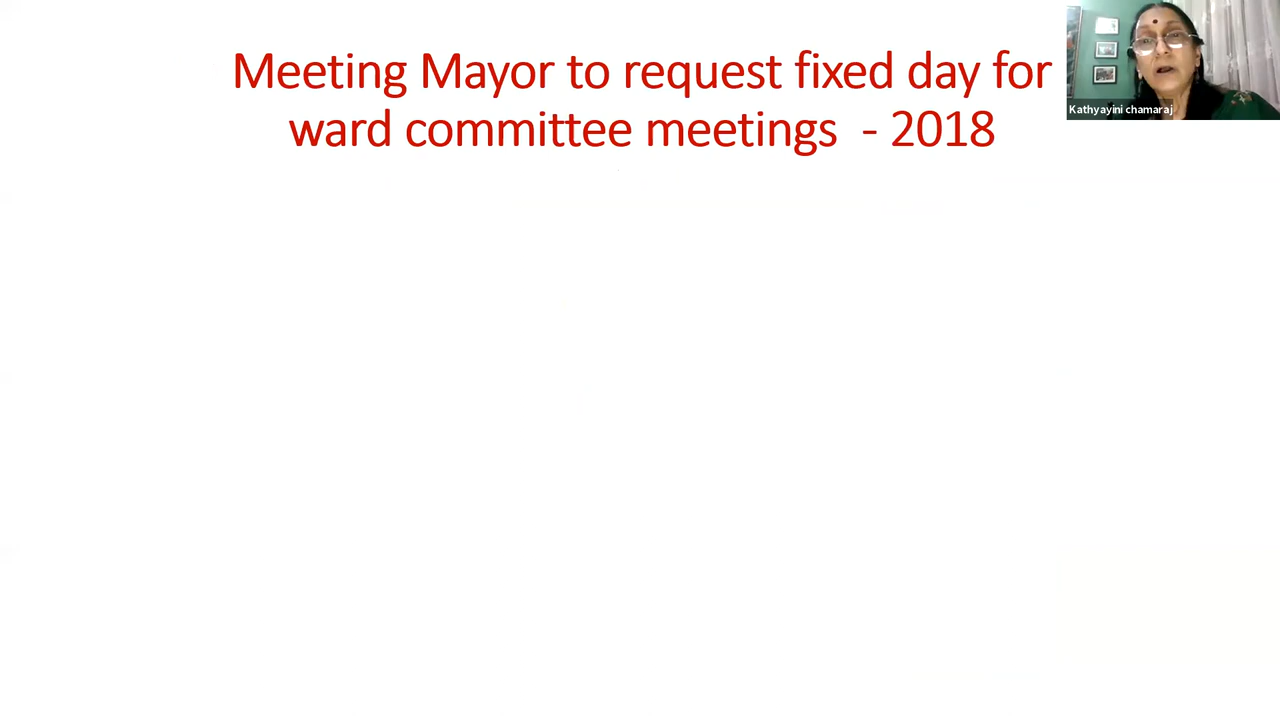 Meeting Mayor to request fixed day for
ward committee meetings - 2018
Kathyayini chamaraj